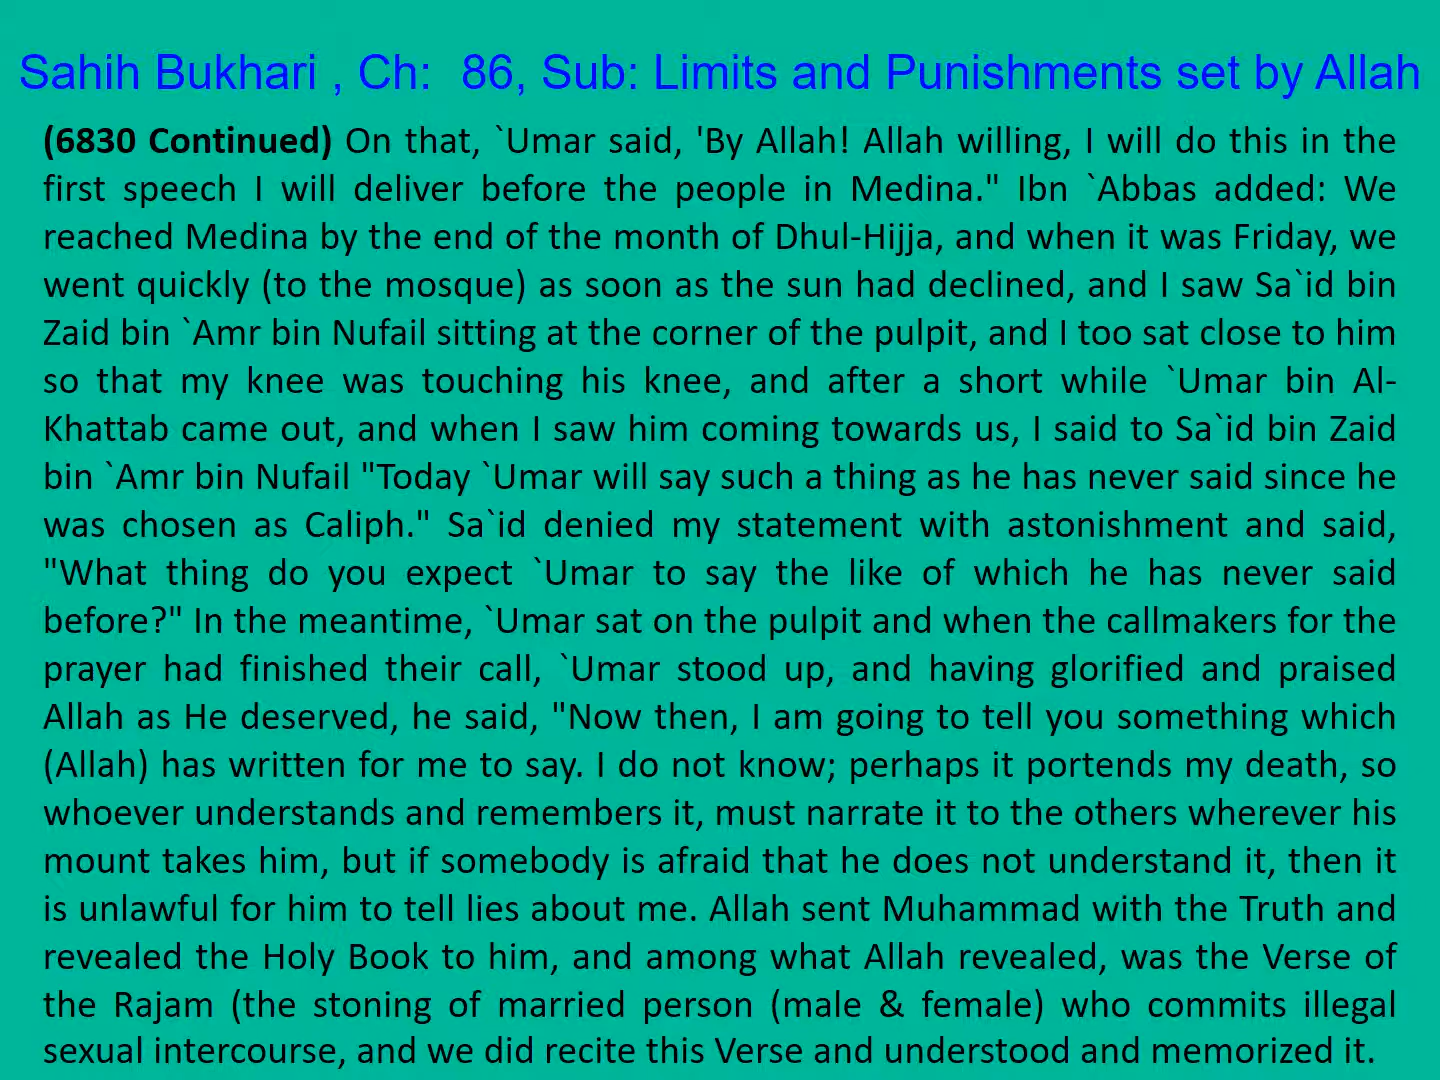 Sahih Bukhari , Ch:  86, Sub: Limits and Punishments set by Allah
(6830 Continued) On that, `Umar said, 'By Allah! Allah willing, I will do this in the
first speech I will deliver before the people in Medina." Ibn `Abbas added: We
reached Medina by the end of the month of Dhul-Hijja, and when it was Friday, we
went quickly (to the mosque) as soon as the sun had declined, and I saw Sa`id bin
Zaid bin `Amr bin Nufail sitting at the corner of the pulpit, and I too sat close to him
so that my knee was touching his knee, and after a short while `Umar bin Al-
Khattab came out, and when I saw him coming towards us, I said to Sa`id bin Zaid
bin `Amr bin Nufail "Today `Umar will say such a thing as he has never said since he
was chosen as Caliph." Sa`id denied my statement with astonishment and said,
"What thing do you expect `Umar to say the like of which he has never said
before?" In the meantime, `Umar sat on the pulpit and when the callmakers for the
prayer had finished their call, `Umar stood up, and having glorified and praised
Allah as He deserved, he said, "Now then, I am going to tell you something which
(Allah) has written for me to say. I do not know; perhaps it portends my death, so
whoever understands and remembers it, must narrate it to the others wherever his
mount takes him, but if somebody is afraid that he does not understand it, then it
is unlawful for him to tell lies about me. Allah sent Muhammad with the Truth and
revealed the Holy Book to him, and among what Allah revealed, was the Verse of
the Rajam (the stoning of married person (male & female) who commits illegal
sexual intercourse, and we did recite this Verse and understood and memorized it.